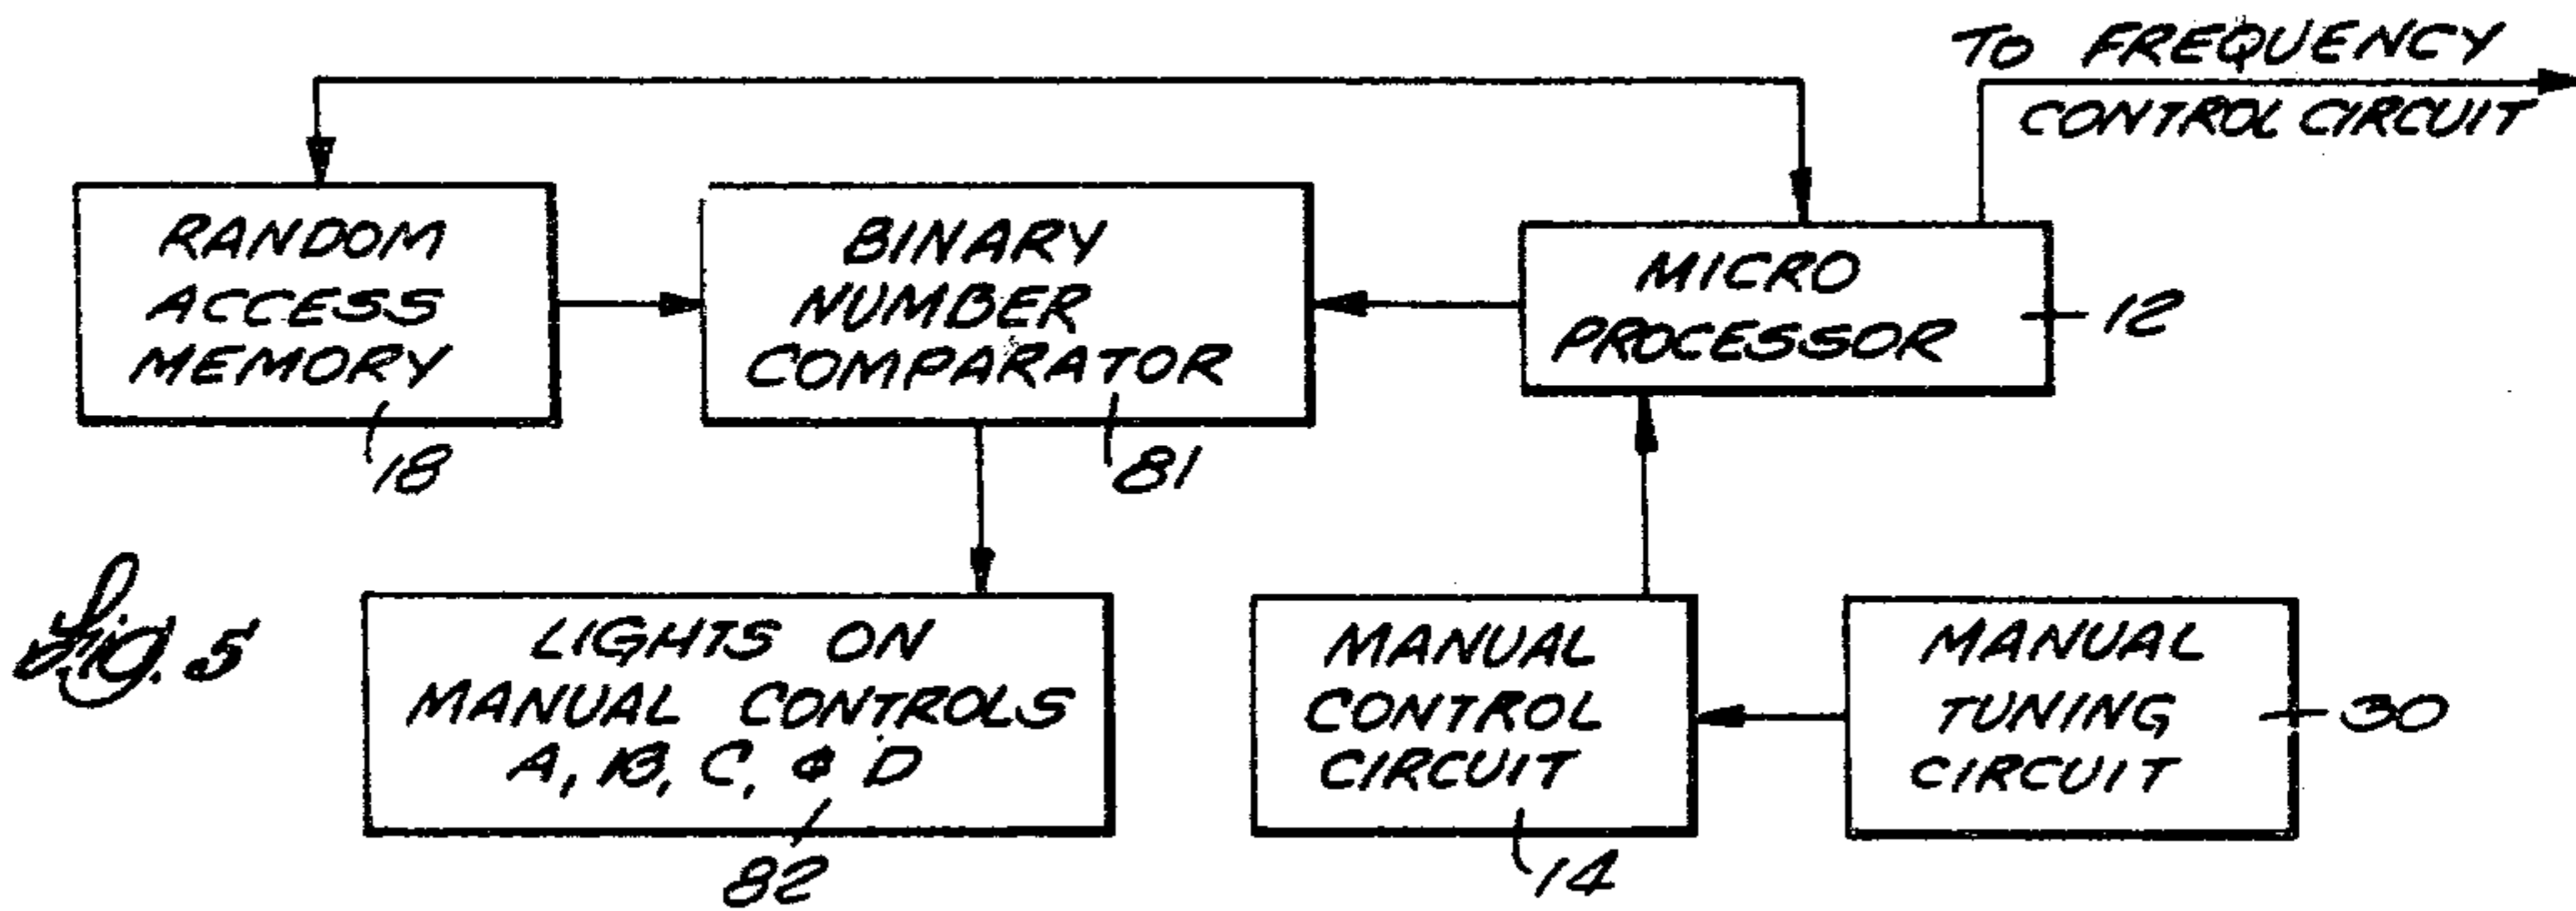 TO FREQUENCY
CONTROL CIRCUIT
RANDOM
ACCESS
MEMORY
18
BINARY
NUMBER
COMPARATOR
81
MICRO
PROCESSOR
12
Fig. 5
LIGHTS ON
MANUAL CONTROLS
A, B, C, & D
82
MANUAL
CONTROL
CIRCUIT
14
MANUAL
TUNING
CIRCUIT
30